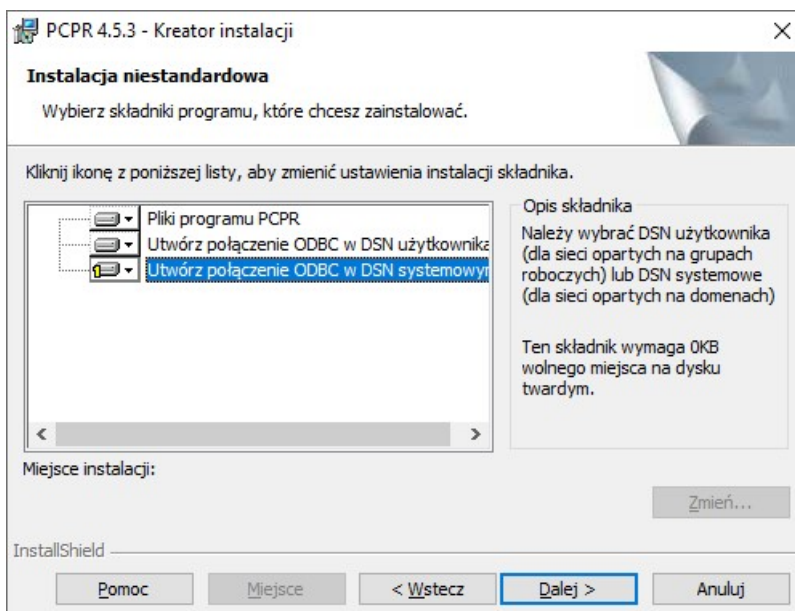 PCPR 4.5.3 - Kreator instalacji
Instalacja niestandardowa
Wybierz składniki programu, które chcesz zainstalować.
Kliknij ikonę z poniższej listy, aby zmienić ustawienia instalacji składnika.
Pliki programu PCPR
Utwórz połączenie ODBC w DSN użytkownika
Utwórz połączenie ODBC w DSN systemowy
Opis składnika
Należy wybrać DSN użytkownika
(dla sieci opartych na grupach
roboczych) lub DSN systemowe
(dla sieci opartych na domenach)
Ten składnik wymaga 0KB
wolnego miejsca na dysku
twardym.
Miejsce instalacji:
Zmień...
InstallShield
Pomoc
Miejsce
< Wstecz
Dalej >
Anuluj